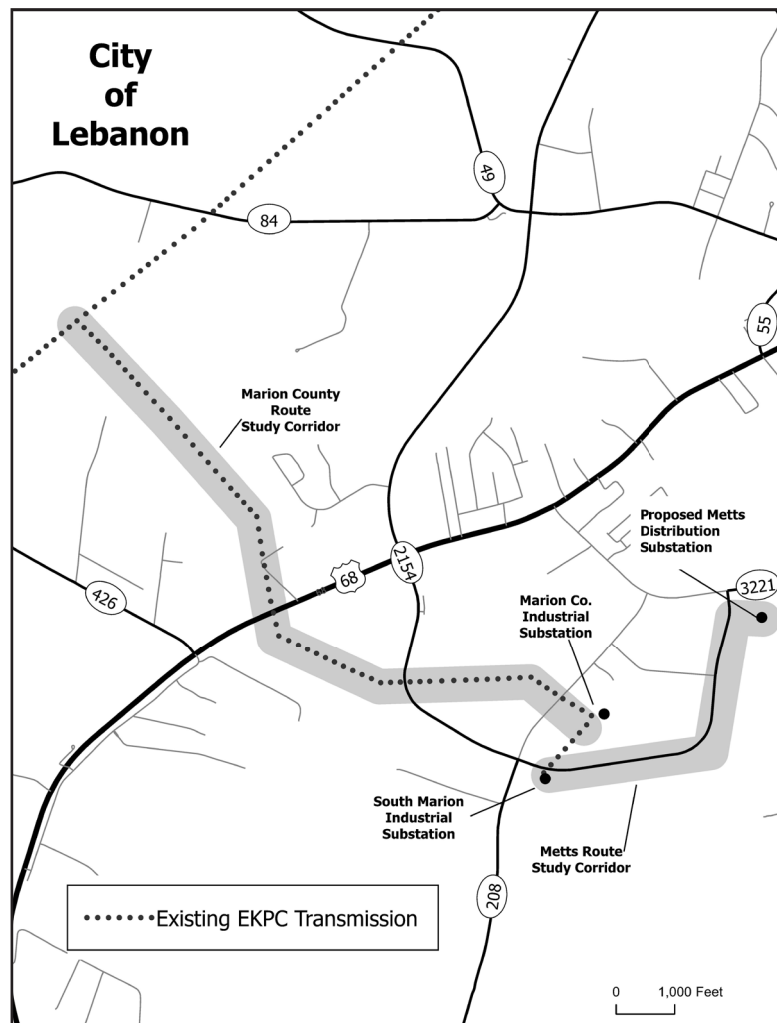 City
of
Lebanon
49
84
55
Marion County
Route
Study Corridor
Proposed Metts
Distribution
Substation
2154
68
3221
426
Marion Co.
Industrial
Substation
South Marion
Industrial
Substation
Metts Route
Study Corridor
208
Existing EKPC Transmission
0 1,000 Feet